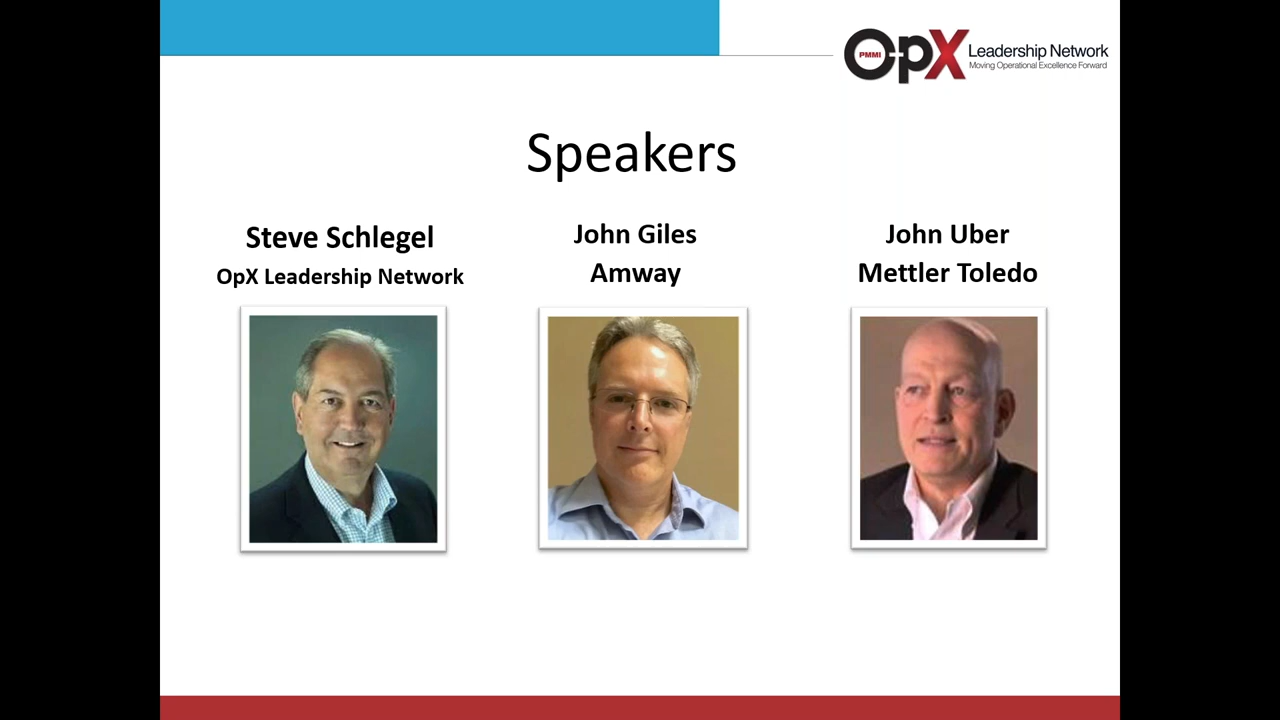 PMMI
OpX
Leadership Network
Moving Operational Excellence Forward
Speakers
Steve Schlegel
OpX Leadership Network
John Giles
Amway
John Uber
Mettler Toledo